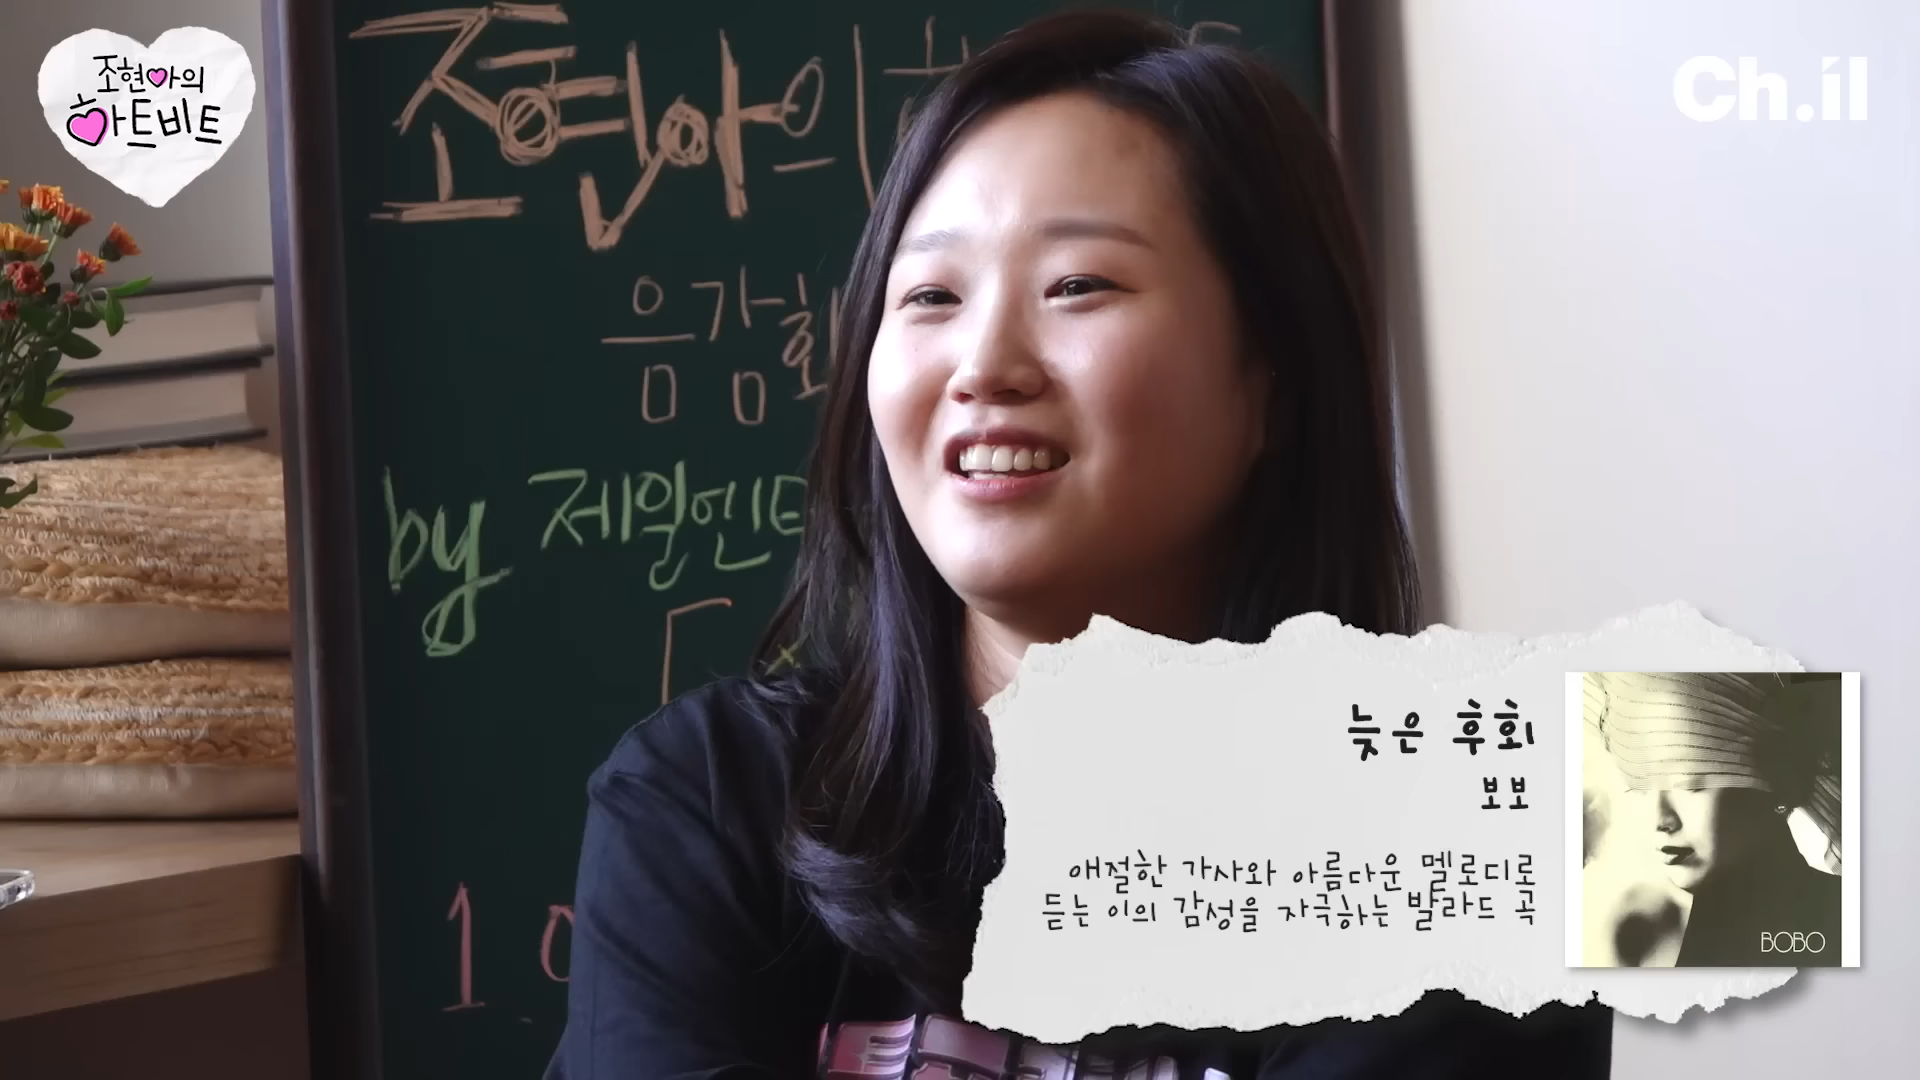 조현아의
하트비트
Ch.il
조현아의
음감회
by 제일엔터
1
늦은 후회
보보
애절한 가사와 아름다운 멜로디로
듣는 이의 감성을 자극하는 발라드 곡
BOBO